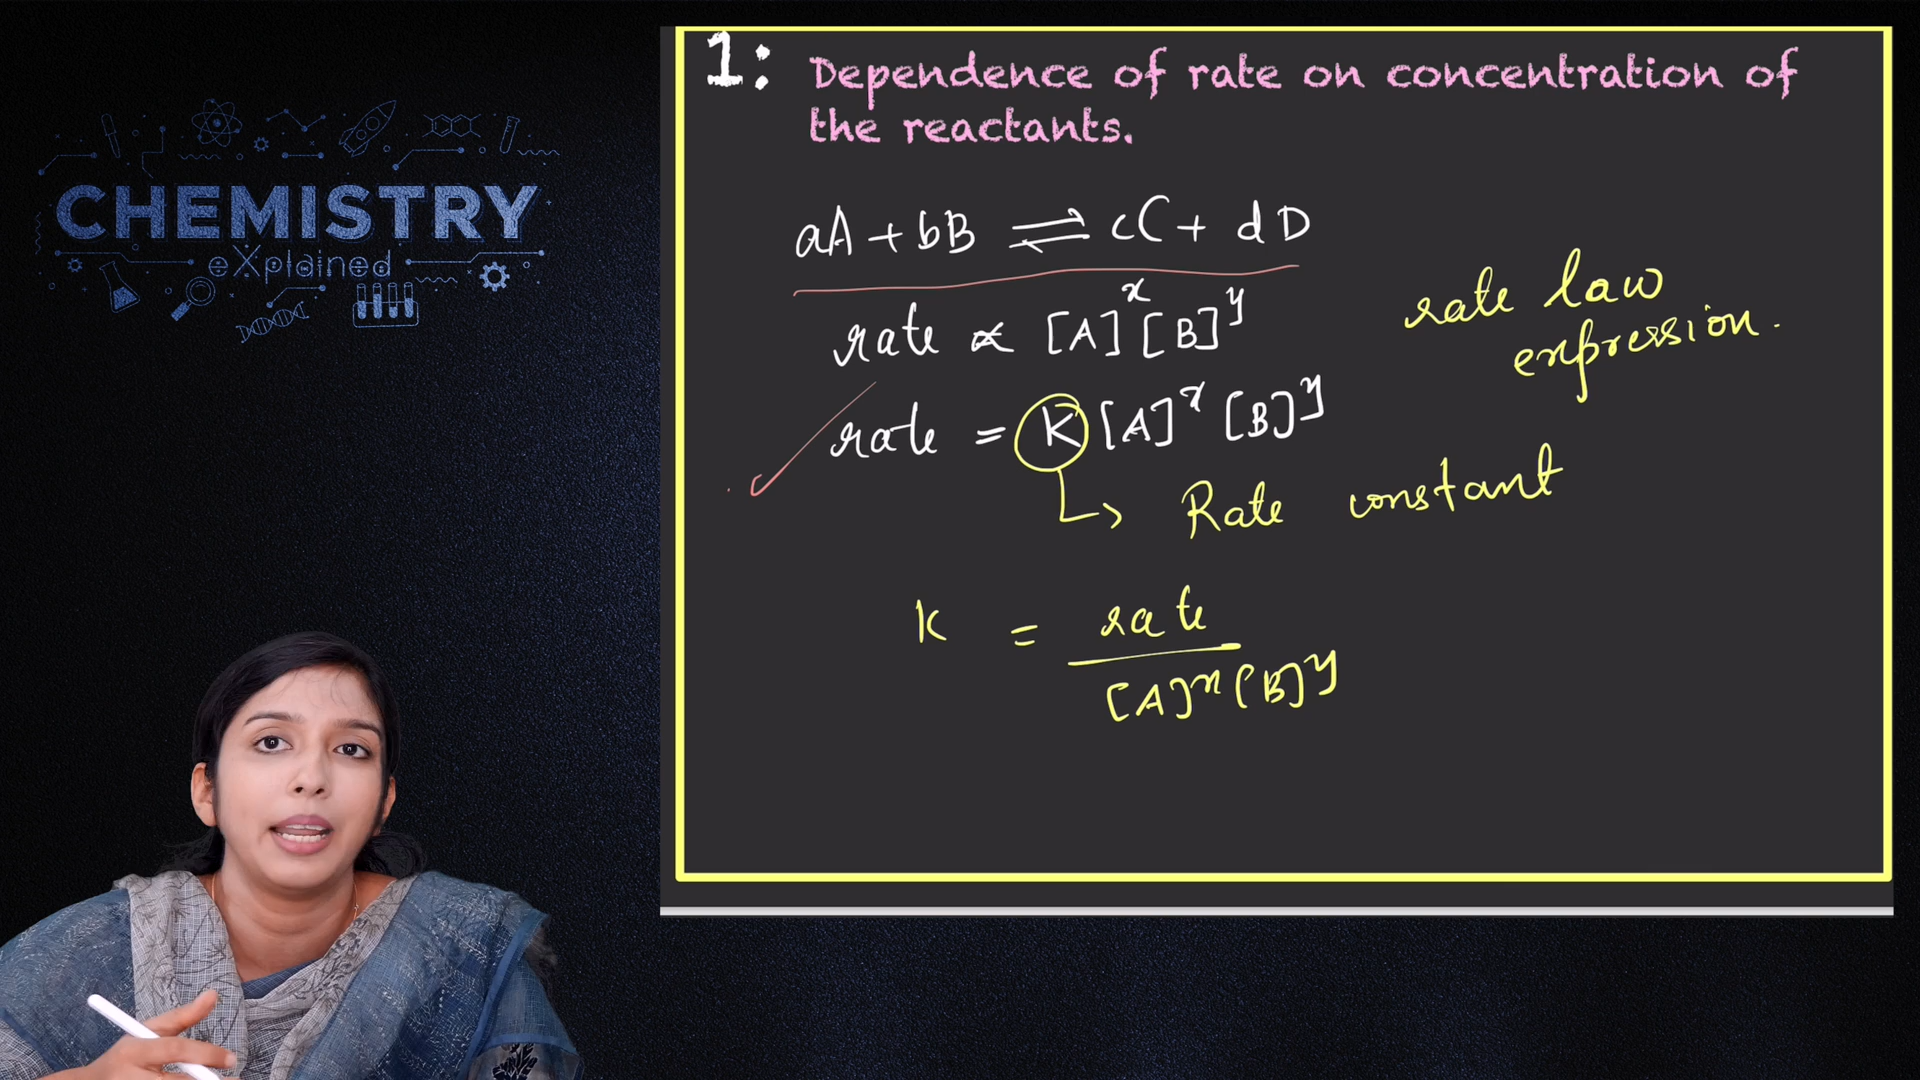 CHEMISTRY
eXplained
1: Dependence of rate on concentration of
the reactants.
aA + bB ⇌ cC + dD
rate ∝ [A]^x [B]^y
rate law
expression.
rate = K [A]^x [B]^y
Rate constant
K = rate / [A]^x [B]^y